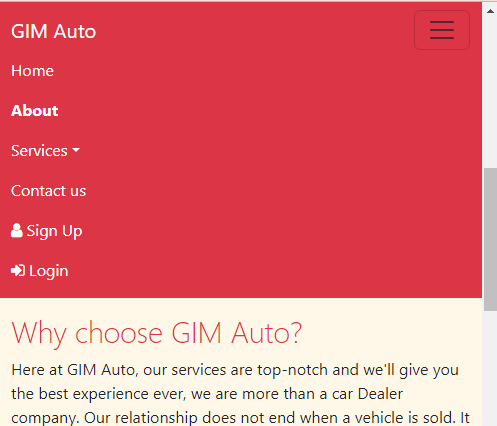 GIM Auto
Home
About
Services
Contact us
Sign Up
Login
Why choose GIM Auto?
Here at GIM Auto, our services are top-notch and we'll give you
the best experience ever, we are more than a car Dealer
company. Our relationship does not end when a vehicle is sold. It